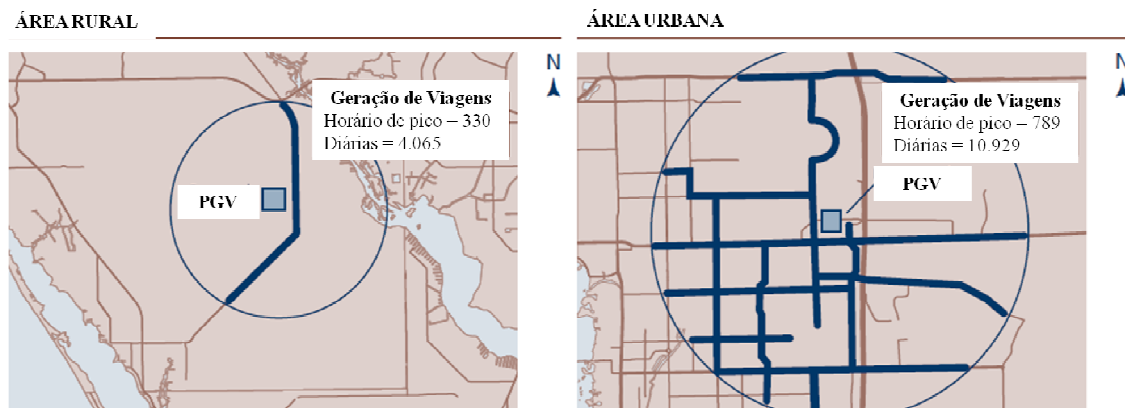 ÁREA RURAL
N
Geração de Viagens
Horário de pico – 330
Diárias = 4.065
PGV
ÁREA URBANA
N
Geração de Viagens
Horário de pico – 789
Diárias = 10.929
PGV